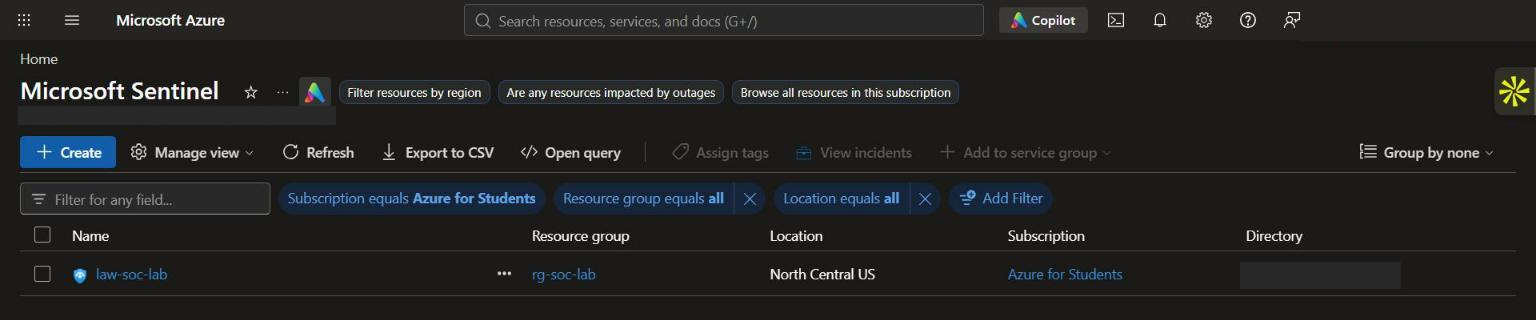 Microsoft Azure
Search resources, services, and docs (G+/)
Copilot
Home
Microsoft Sentinel
Filter resources by region
Are any resources impacted by outages
Browse all resources in this subscription
Create
Manage view
Refresh
Export to CSV
Open query
Assign tags
View incidents
Add to service group
Group by none
Filter for any field...
Subscription equals Azure for Students
Resource group equals all
Location equals all
Add Filter
Name Resource group Location Subscription Directory
law-soc-lab rg-soc-lab North Central US Azure for Students